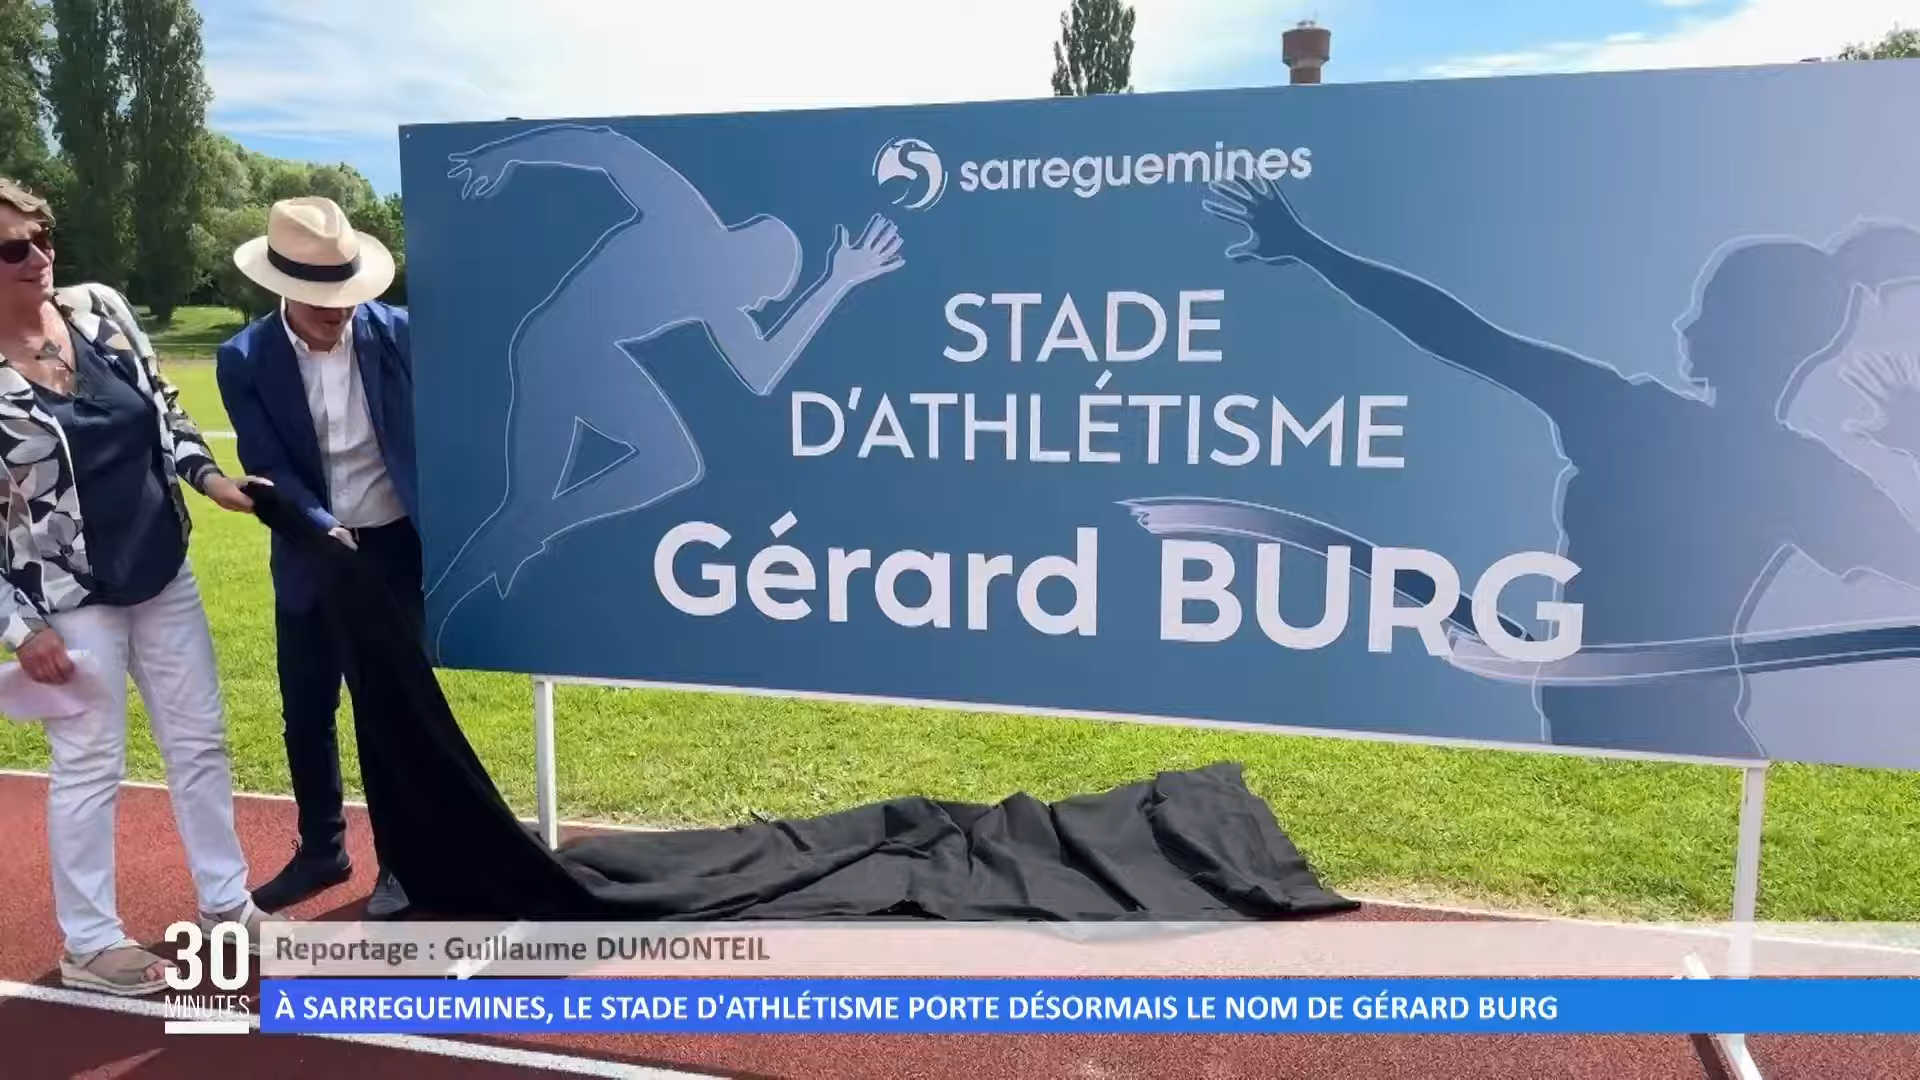 sarreguemines
STADE
D'ATHLÉTISME
Gérard BURG
30
MINUTES
Reportage : Guillaume DUMONTEIL
À SARREGUEMINES, LE STADE D'ATHLÉTISME PORTE DÉSORMAIS LE NOM DE GÉRARD BURG